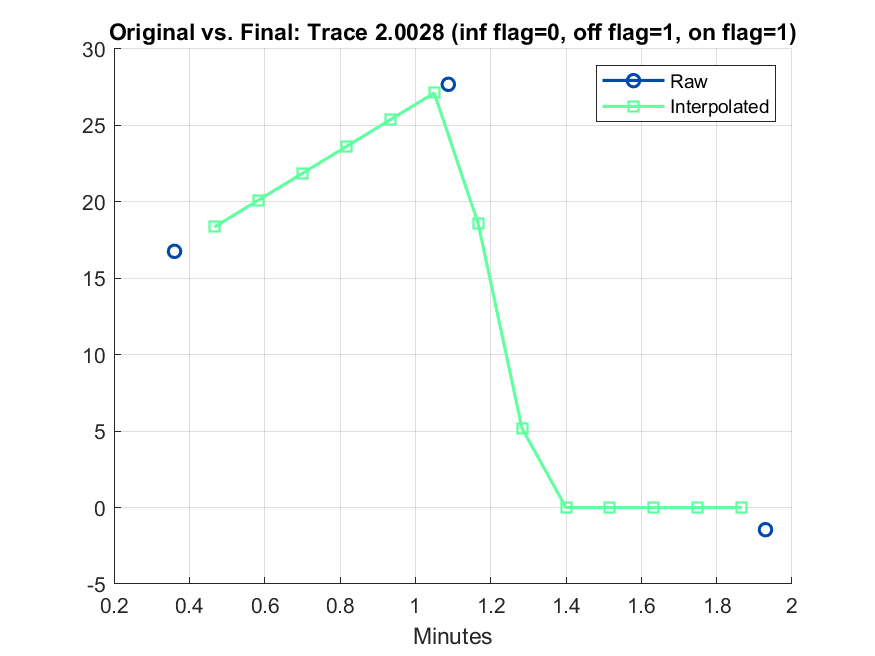 Original vs. Final: Trace 2.0028 (inf flag=0, off flag=1, on flag=1)
30
25
20
15
10
5
0
-5
Raw
Interpolated
0.2 0.4 0.6 0.8 1 1.2 1.4 1.6 1.8 2
Minutes